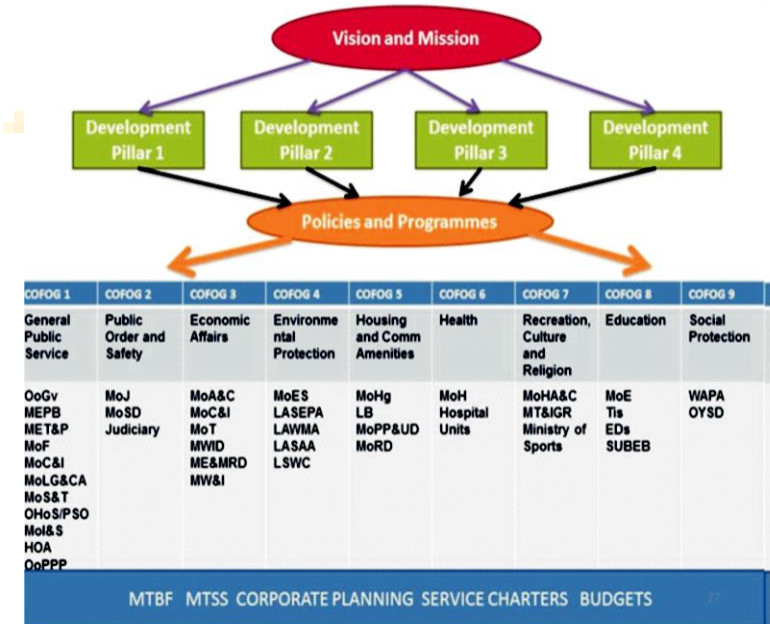 Vision and Mission
Development
Pillar 1
Development
Pillar 2
Development
Pillar 3
Development
Pillar 4
Policies and Programmes
COFOG 1
COFOG 2
COFOG 3
COFOG 4
COFOG 5
COFOG 6
COFOG 7
COFOG 8
COFOG 9
General
Public
Service
Public
Order and
Safety
Economic
Affairs
Environme
ntal
Protection
Housing
and Comm
Amenities
Health
Recreation,
Culture
and
Religion
Education
Social
Protection
OoGv
MEPB
MET&P
MoF
MoC&I
MoLG&CA
MoS&T
OHoS/PSO
MoI&S
HOA
OoPPP
MoJ
MoSD
Judiciary
MoA&C
MoC&I
MoT
MWID
ME&MRD
MW&I
MoES
LASEPA
LAWMA
LASAA
LSWC
MoHg
LB
MoPP&UD
MoRD
MoH
Hospital
Units
MoHA&C
MT&IGR
Ministry of
Sports
MoE
Tis
EDs
SUBEB
WAPA
OYSD
MTBF MTSS CORPORATE PLANNING SERVICE CHARTERS BUDGETS
27